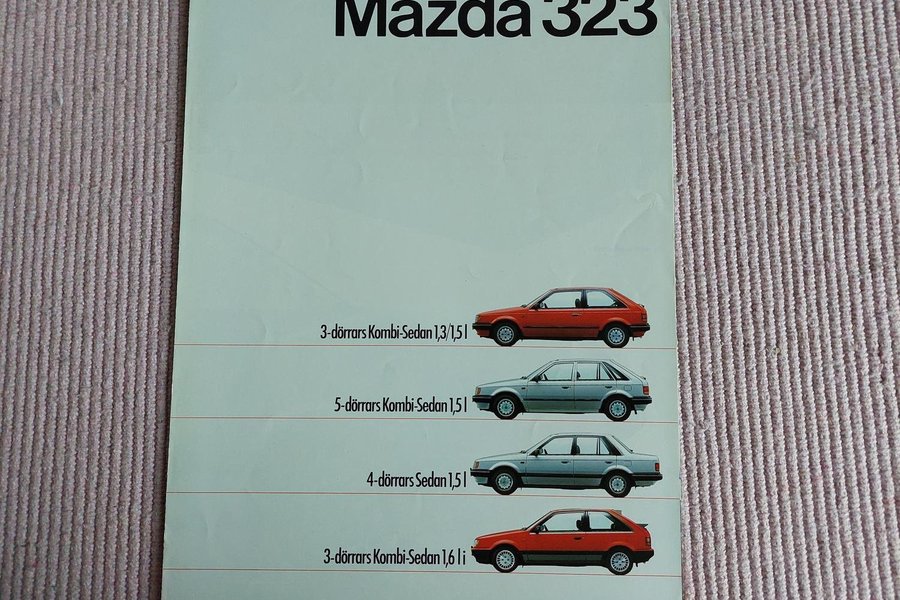 Mazda 323
3-dörrars Kombi-Sedan 1,3/1,5 l
5-dörrars Kombi-Sedan 1,5 l
4-dörrars Sedan 1,5 l
3-dörrars Kombi-Sedan 1,6 l i